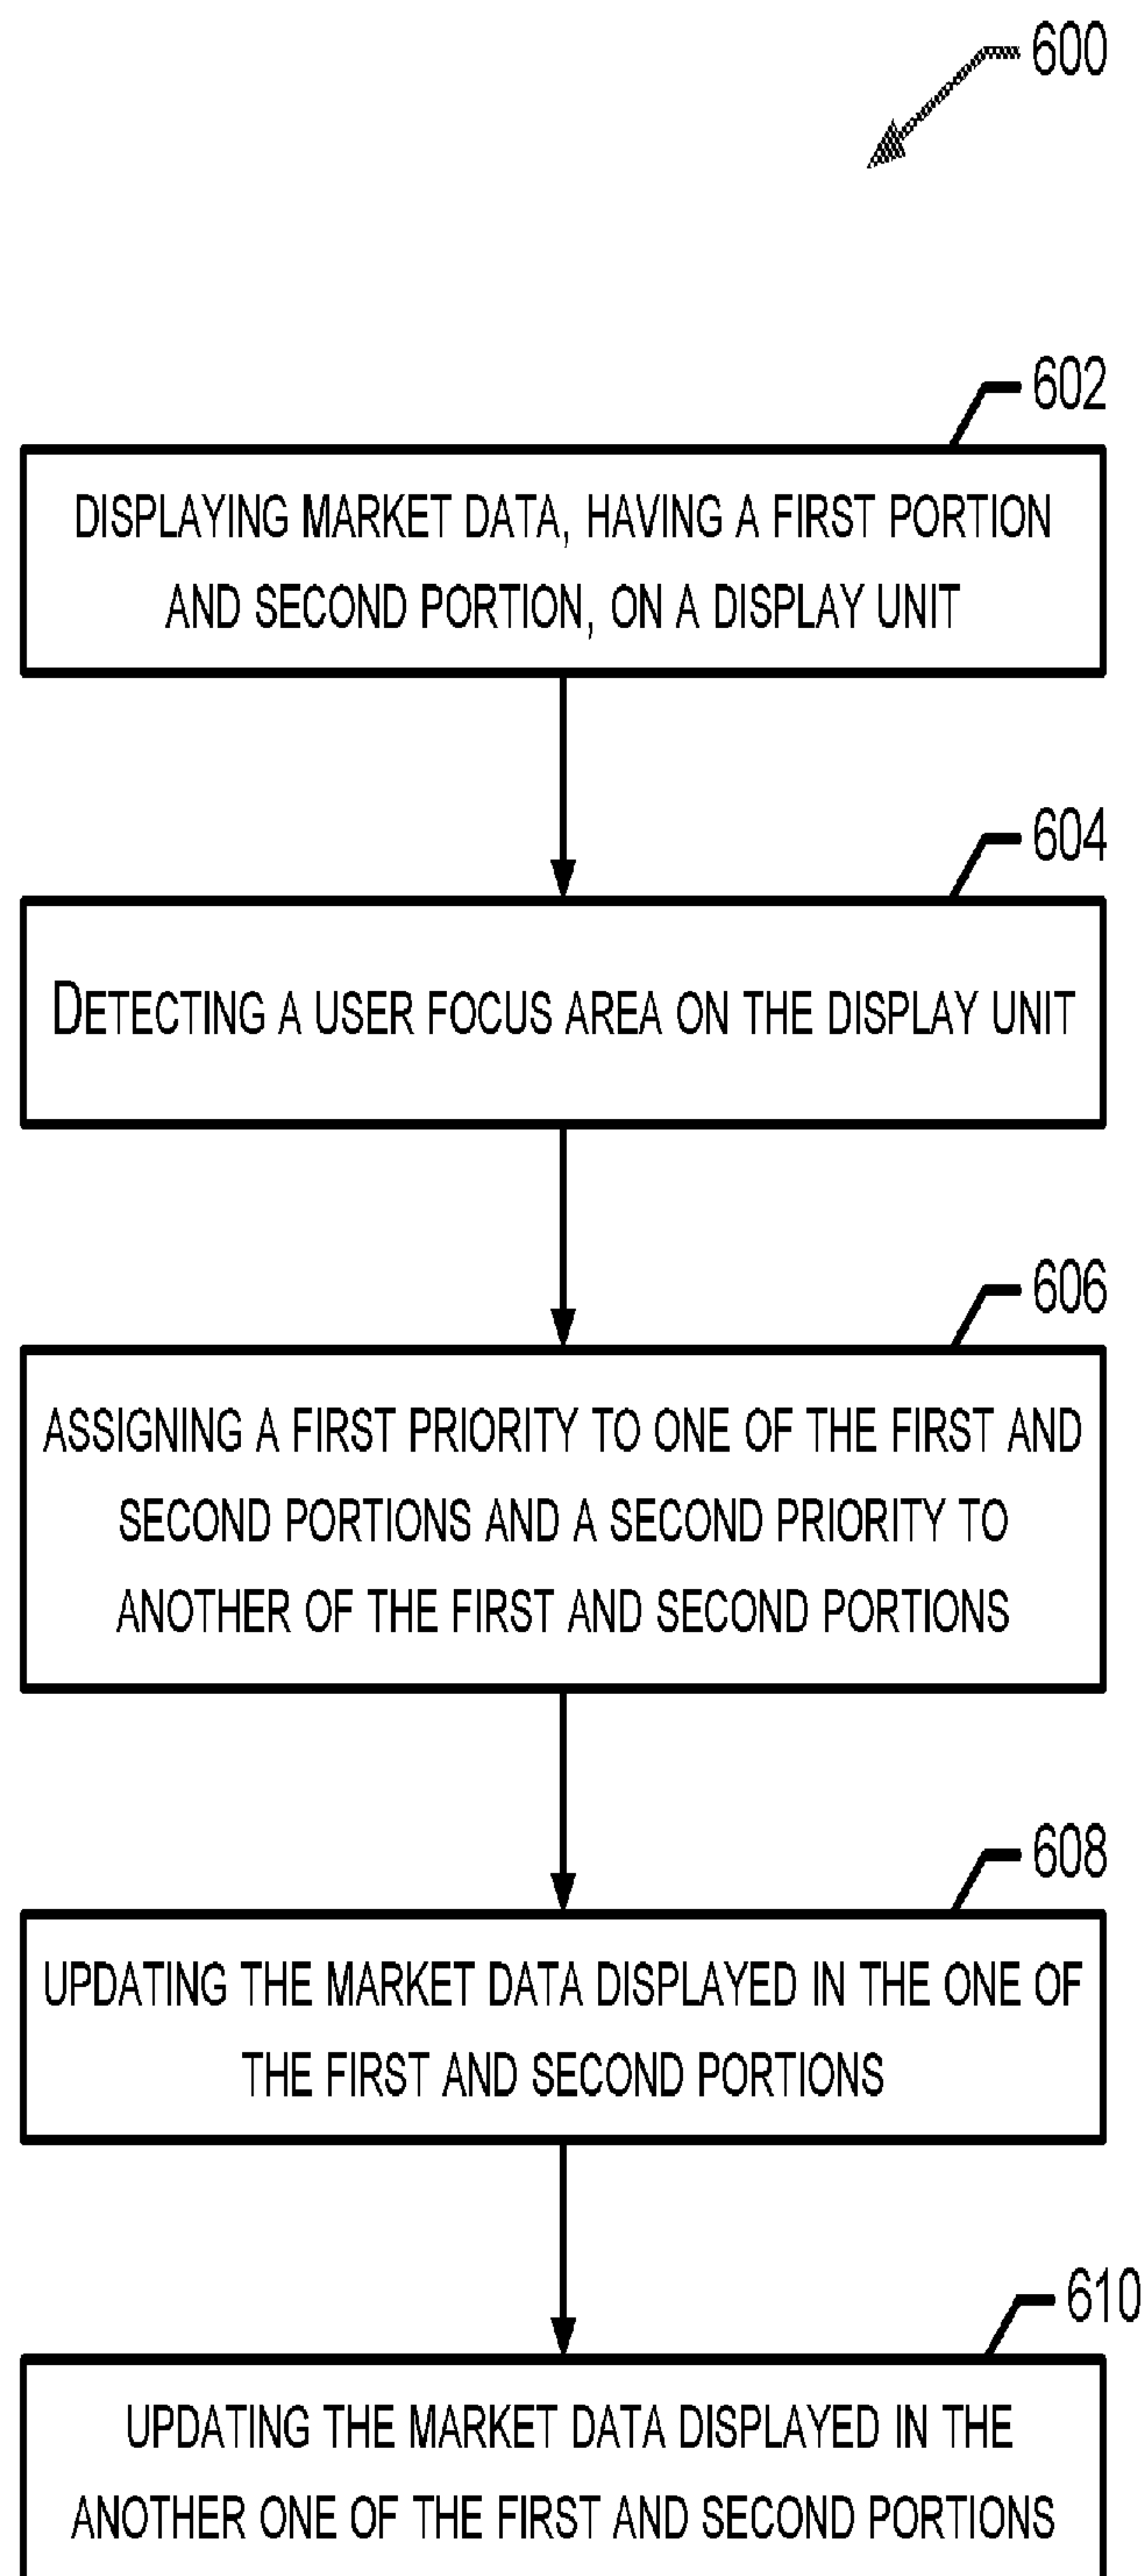 600
602
DISPLAYING MARKET DATA, HAVING A FIRST PORTION
AND SECOND PORTION, ON A DISPLAY UNIT
604
DETECTING A USER FOCUS AREA ON THE DISPLAY UNIT
606
ASSIGNING A FIRST PRIORITY TO ONE OF THE FIRST AND
SECOND PORTIONS AND A SECOND PRIORITY TO
ANOTHER OF THE FIRST AND SECOND PORTIONS
608
UPDATING THE MARKET DATA DISPLAYED IN THE ONE OF
THE FIRST AND SECOND PORTIONS
610
UPDATING THE MARKET DATA DISPLAYED IN THE
ANOTHER ONE OF THE FIRST AND SECOND PORTIONS